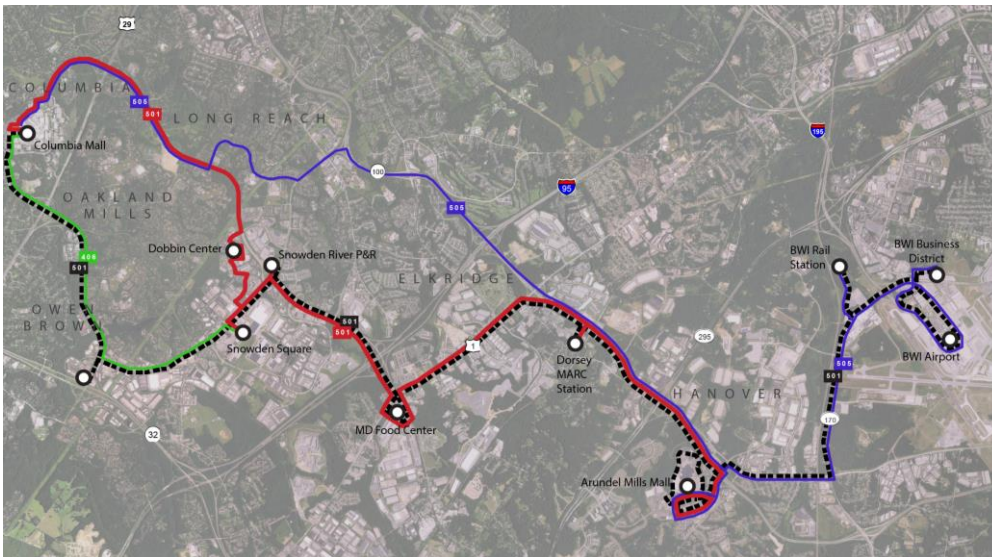 29
COLUMBIA
505
501
LONG REACH
Columbia Mall
100
195
95
OAKLAND
MILLS
505
Dobbin Center
Snowden River P&R
BWI Rail
Station
BWI Business
District
406
501
ELKRIDGE
OWEN
BROWN
501
501
1
Snowden Square
Dorsey
MARC
Station
295
BWI Airport
505
501
HANOVER
170
MD Food Center
32
Arundel Mills Mall